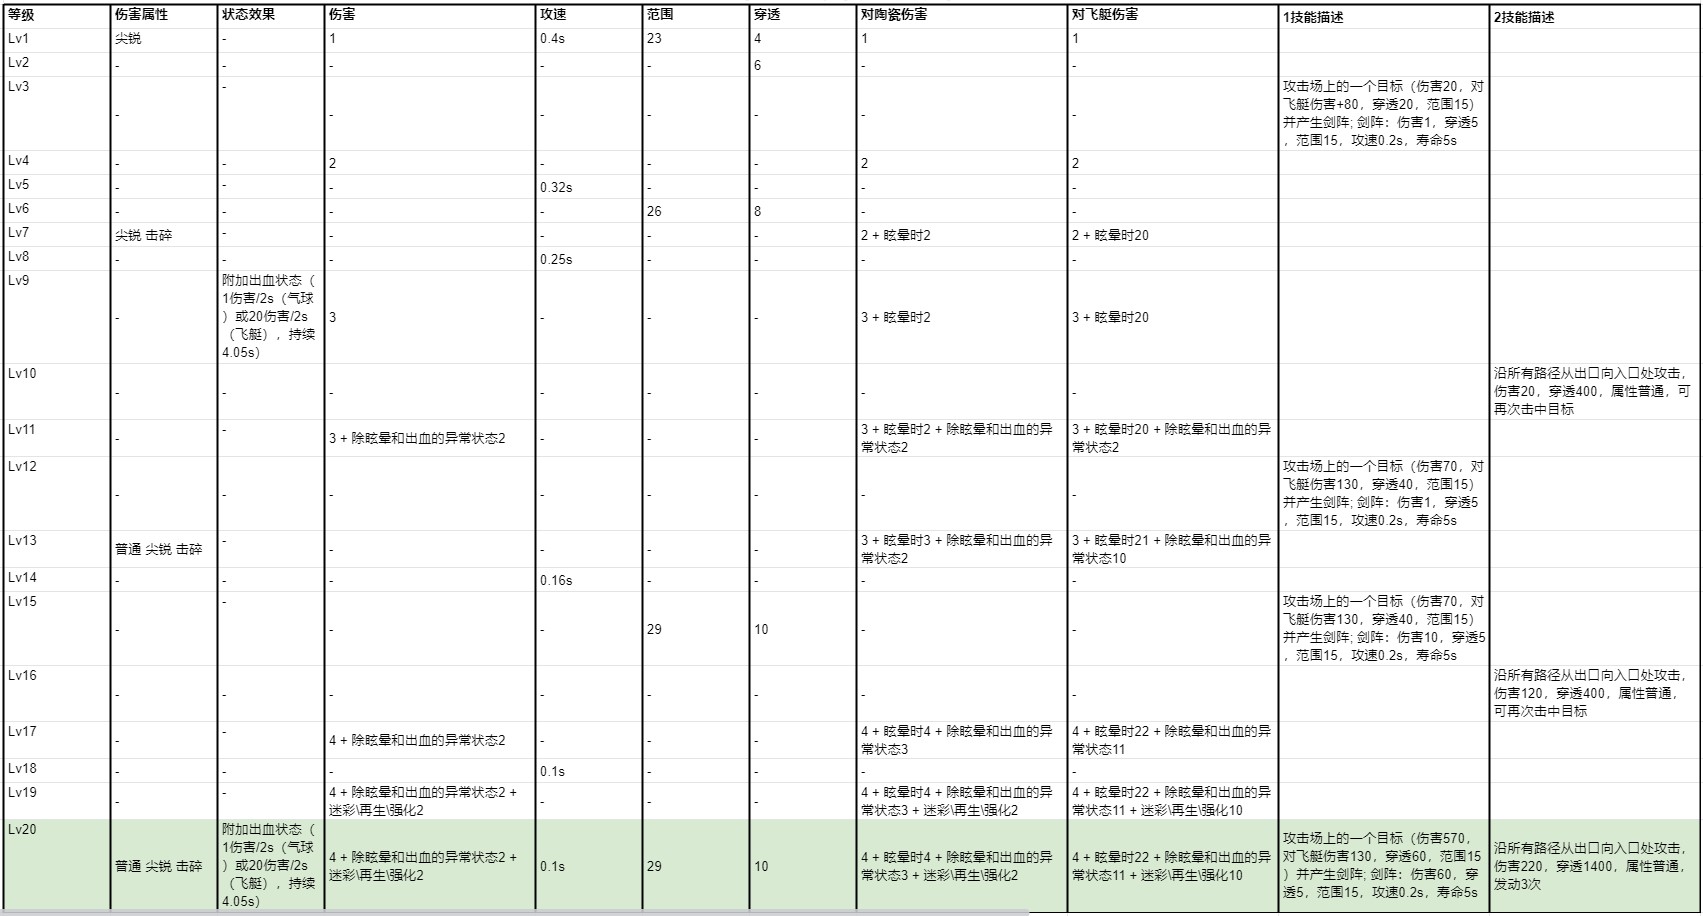 等级 伤害属性 状态效果 伤害 攻速 范围 穿透 对陶瓷伤害 对飞艇伤害 1技能描述 2技能描述
Lv1 尖锐 - 1 0.4s 23 4 1 1
Lv2 - - - - - 6 - -
Lv3 - - - - - - - -
攻击场上的一个目标（伤害20，对
飞艇伤害+80，穿透20，范围15）
并产生剑阵; 剑阵：伤害1，穿透5
，范围15，攻速0.2s，寿命5s
Lv4 - - 2 - - - 2 2
Lv5 - - - 0.32s - - - -
Lv6 - - - - 26 8 - -
Lv7 尖锐 击碎 - - - - - 2 + 眩晕时2 2 + 眩晕时20
Lv8 - - - 0.25s - - - -
Lv9 -
附加出血状态（
1伤害/2s（气球
）或20伤害/2s
（飞艇），持续
4.05s）
3 - - - 3 + 眩晕时2 3 + 眩晕时20
Lv10 - - - - - - - -
沿所有路径从出口向入口处攻击，
伤害20，穿透400，属性普通，可
再次击中目标
Lv11 - - 3 + 除眩晕和出血的异常状态2 - - -
3 + 眩晕时2 + 除眩晕和出血的异
常状态2
3 + 眩晕时20 + 除眩晕和出血的异
常状态2
Lv12 - - - - - - - -
攻击场上的一个目标（伤害70，对
飞艇伤害130，穿透40，范围15）
并产生剑阵; 剑阵：伤害1，穿透5
，范围15，攻速0.2s，寿命5s
Lv13 普通 尖锐 击碎 - - - - -
3 + 眩晕时3 + 除眩晕和出血的异
常状态2
3 + 眩晕时21 + 除眩晕和出血的异
常状态10
Lv14 - - - 0.16s - - - -
Lv15 - - - - 29 10 - -
攻击场上的一个目标（伤害70，对
飞艇伤害130，穿透40，范围15）
并产生剑阵; 剑阵：伤害10，穿透5
，范围15，攻速0.2s，寿命5s
Lv16 - - - - - - - -
沿所有路径从出口向入口处攻击，
伤害120，穿透400，属性普通，
可再次击中目标
Lv17 - - 4 + 除眩晕和出血的异常状态2 - - -
4 + 眩晕时4 + 除眩晕和出血的异
常状态3
4 + 眩晕时22 + 除眩晕和出血的异
常状态11
Lv18 - - - 0.1s - - - -
Lv19 - -
4 + 除眩晕和出血的异常状态2 +
迷彩\再生\强化2
- - -
4 + 眩晕时4 + 除眩晕和出血的异
常状态3 + 迷彩\再生\强化2
4 + 眩晕时22 + 除眩晕和出血的异
常状态11 + 迷彩\再生\强化10
Lv20 普通 尖锐 击碎
附加出血状态（
1伤害/2s（气球
）或20伤害/2s
（飞艇），持续
4.05s）
4 + 除眩晕和出血的异常状态2 +
迷彩\再生\强化2
0.1s 29 10
4 + 眩晕时4 + 除眩晕和出血的异
常状态3 + 迷彩\再生\强化2
4 + 眩晕时22 + 除眩晕和出血的异
常状态11 + 迷彩\再生\强化10
攻击场上的一个目标（伤害570，
对飞艇伤害130，穿透60，范围15
）并产生剑阵; 剑阵：伤害60，穿
透5，范围15，攻速0.2s，寿命5s
沿所有路径从出口向入口处攻击，
伤害220，穿透1400，属性普通，
发动3次